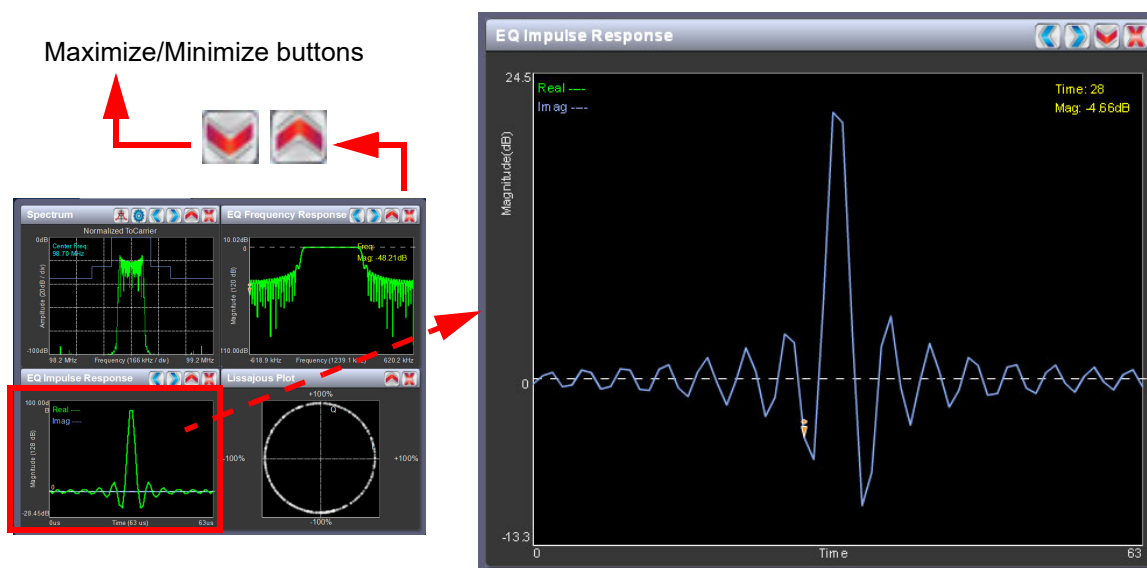 Maximize/Minimize buttons
Spectrum
Normalized ToCarrier
0dB
Center Freq:
98.70 MHz
Amplitude (20dB / div)
-100dB
98.2 MHz
Frequency (166 kHz / div)
99.2 MHz
EQ Frequency Response
10.02dB
0
Freq:
Mag: -48.21dB
Magnitude (120 dB)
110.00dB
-618.9 kHz
Frequency (1239.1 kHz)
620.2 kHz
EQ Impulse Response
100.00d
B
Real ----
Imag ----
Magnitude (128 dB)
0
-28.45dB
0us
Time (63 us)
63us
Lissajous Plot
+100%
Q
-100%
+100%
-100%
EQ Impulse Response
24.5
Real ----
Imag ----
Time: 28
Mag: -4.66dB
Magnitude(dB)
0
-13.3
0
Time
63